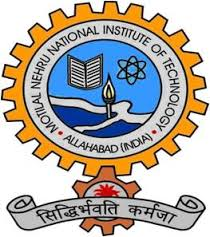 MOTILAL NEHRU NATIONAL INSTITUTE OF TECHNOLOGY
• ALLAHABAD (INDIA) •
सिद्धिर्भवति कर्मजा